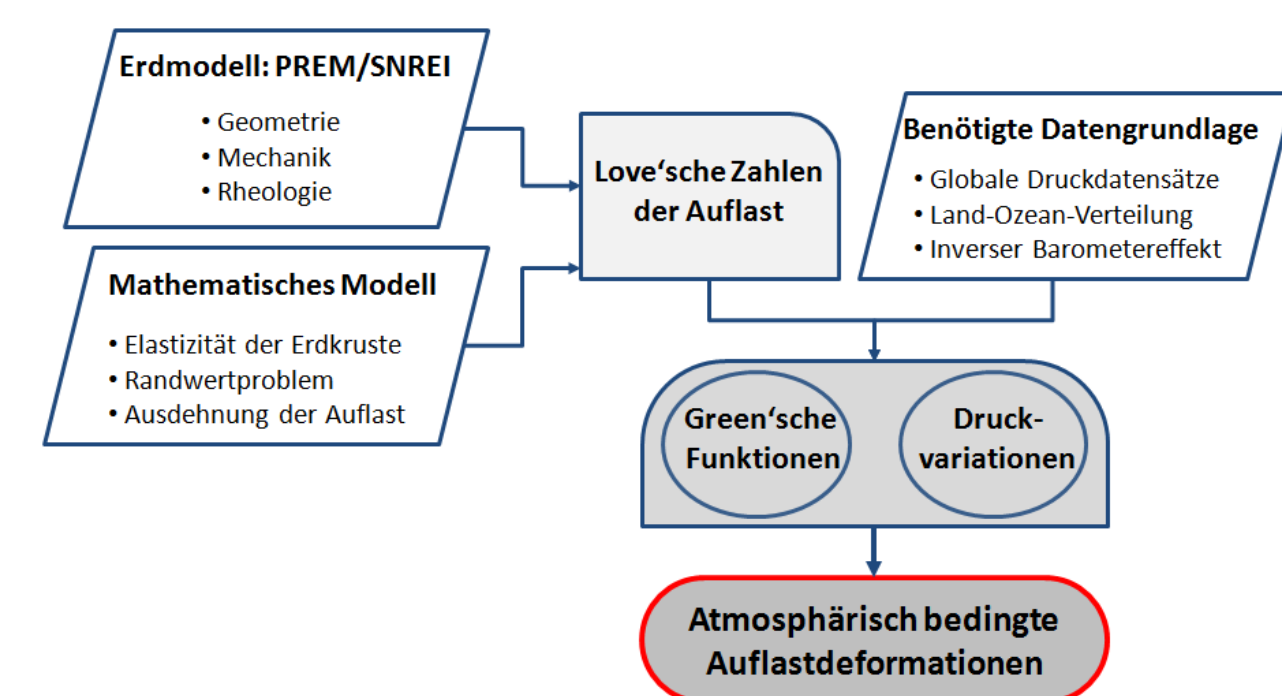 Erdmodell: PREM/SNREI
• Geometrie
• Mechanik
• Rheologie
Mathematisches Modell
• Elastizität der Erdkruste
• Randwertproblem
• Ausdehnung der Auflast
Love‘sche Zahlen
der Auflast
Benötigte Datengrundlage
• Globale Druckdatensätze
• Land-Ozean-Verteilung
• Inverser Barometereffekt
Green‘sche
Funktionen
Druck-
variationen
Atmosphärisch bedingte
Auflastdeformationen